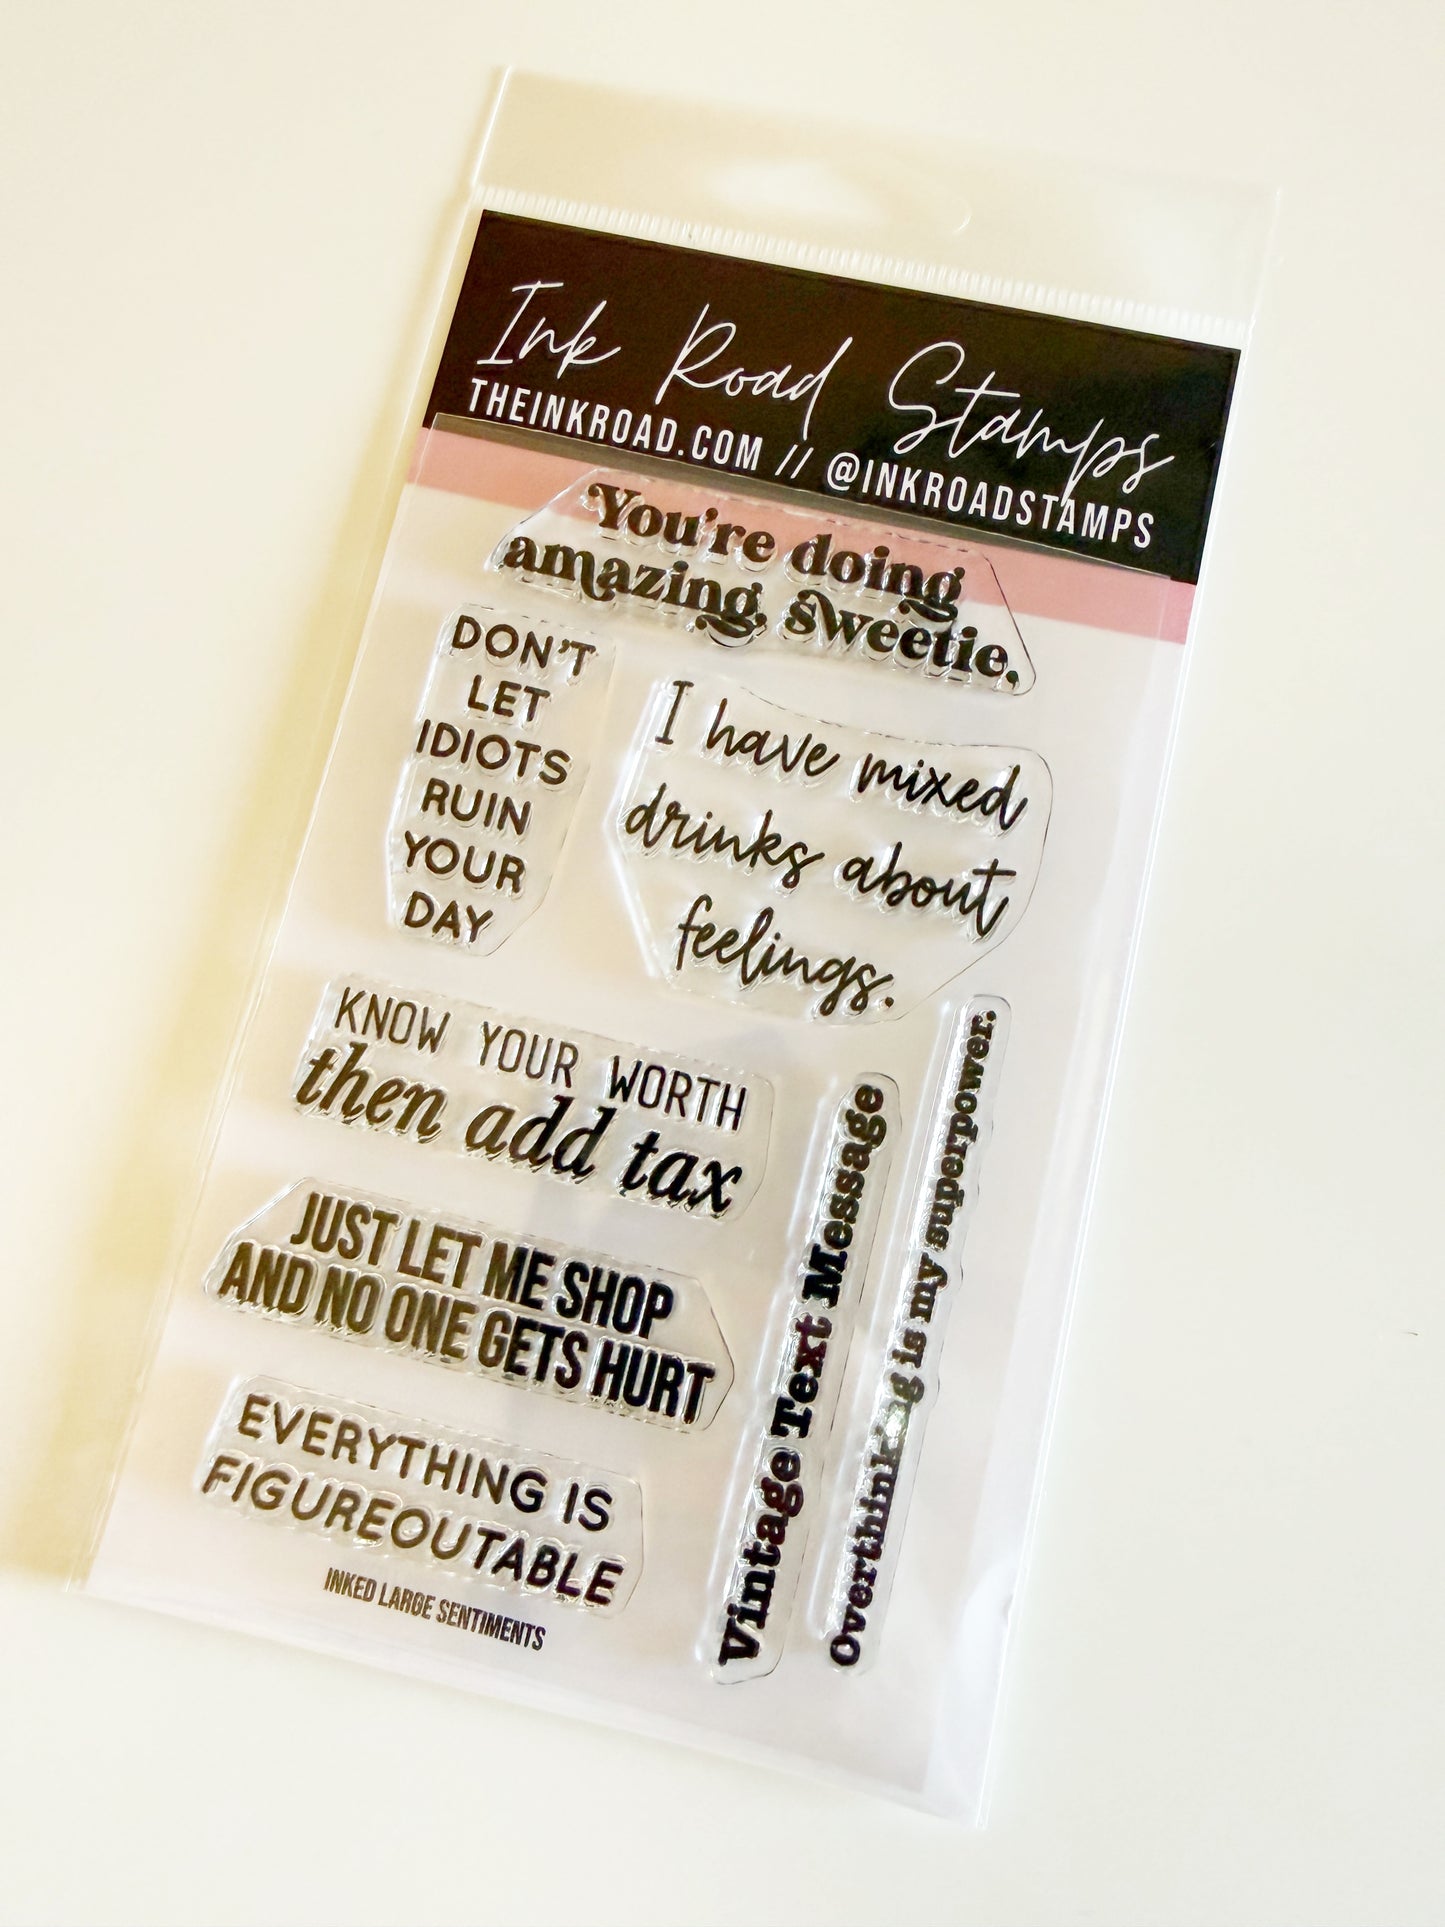 Ink Road Stamps
THEINKROAD.COM // @INKROADSTAMPS
You're doing
amazing, sweetie.
DON'T
LET
IDIOTS
RUIN
YOUR
DAY
I have mixed
drinks about
feelings.
KNOW YOUR WORTH
then add tax
JUST LET ME SHOP
AND NO ONE GETS HURT
EVERYTHING IS
FIGUREOUTABLE
Vintage Text Message
Overthinking is my superpower.
INKED LARGE SENTIMENTS